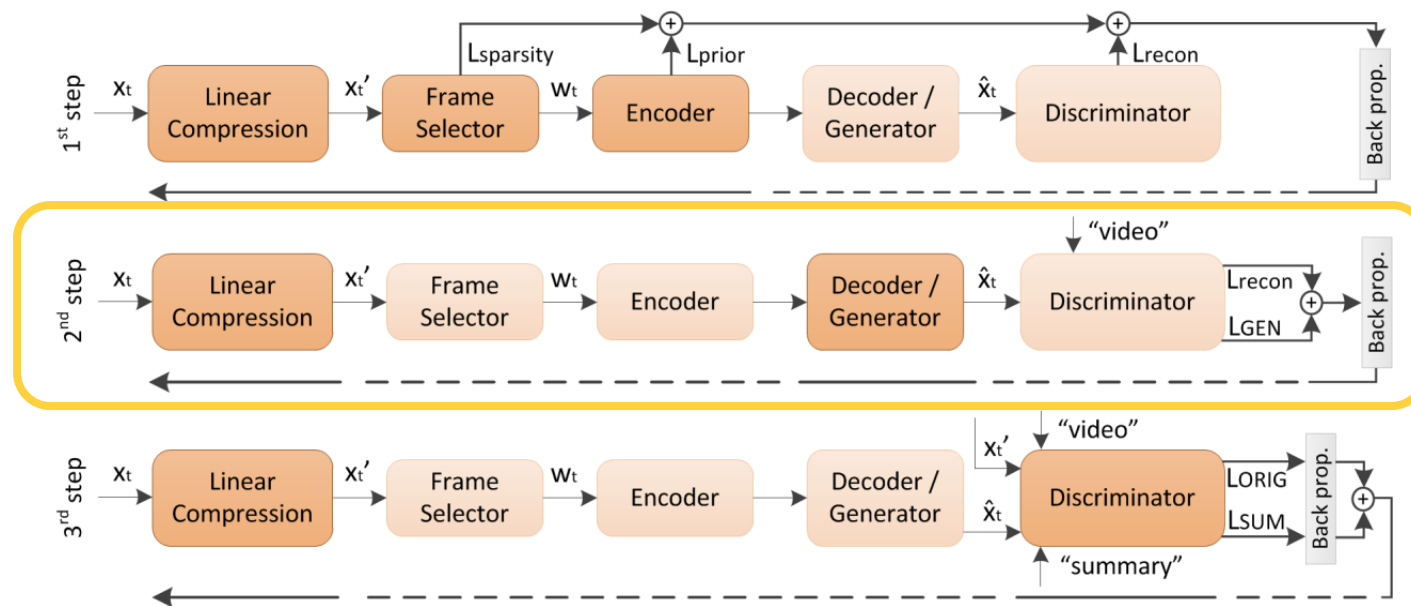 1st step
xt
Linear
Compression
xt’
Frame
Selector
Lsparsity
wt
Encoder
Lprior
Decoder /
Generator
x̂t
Discriminator
Lrecon
Back prop.
2nd step
xt
Linear
Compression
xt’
Frame
Selector
wt
Encoder
Decoder /
Generator
x̂t
“video”
Discriminator
Lrecon
LGEN
Back prop.
3rd step
xt
Linear
Compression
xt’
Frame
Selector
wt
Encoder
Decoder /
Generator
xt’
x̂t
“video”
Discriminator
“summary”
LORIG
LSUM
Back prop.